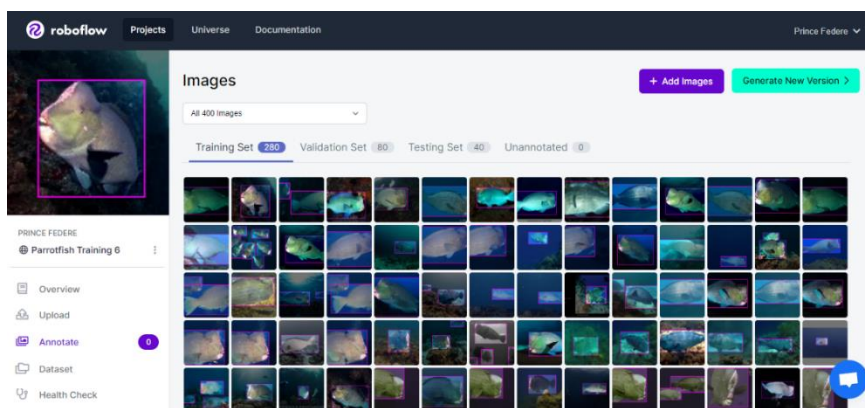 roboflow Projects Universe Documentation Prince Federe
Images
+ Add Images Generate New Version >
All 400 Images
Training Set 280 Validation Set 80 Testing Set 40 Unannotated 0
PRINCE FEDERE
Parrotfish Training 6
Overview
Upload
Annotate 0
Dataset
Health Check